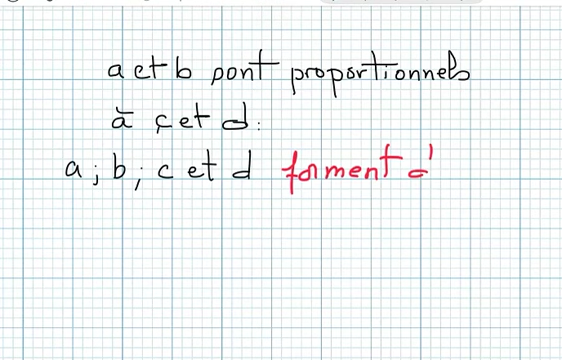 a et b sont proportionnels
à c et d :
a ; b ; c et d forment d'